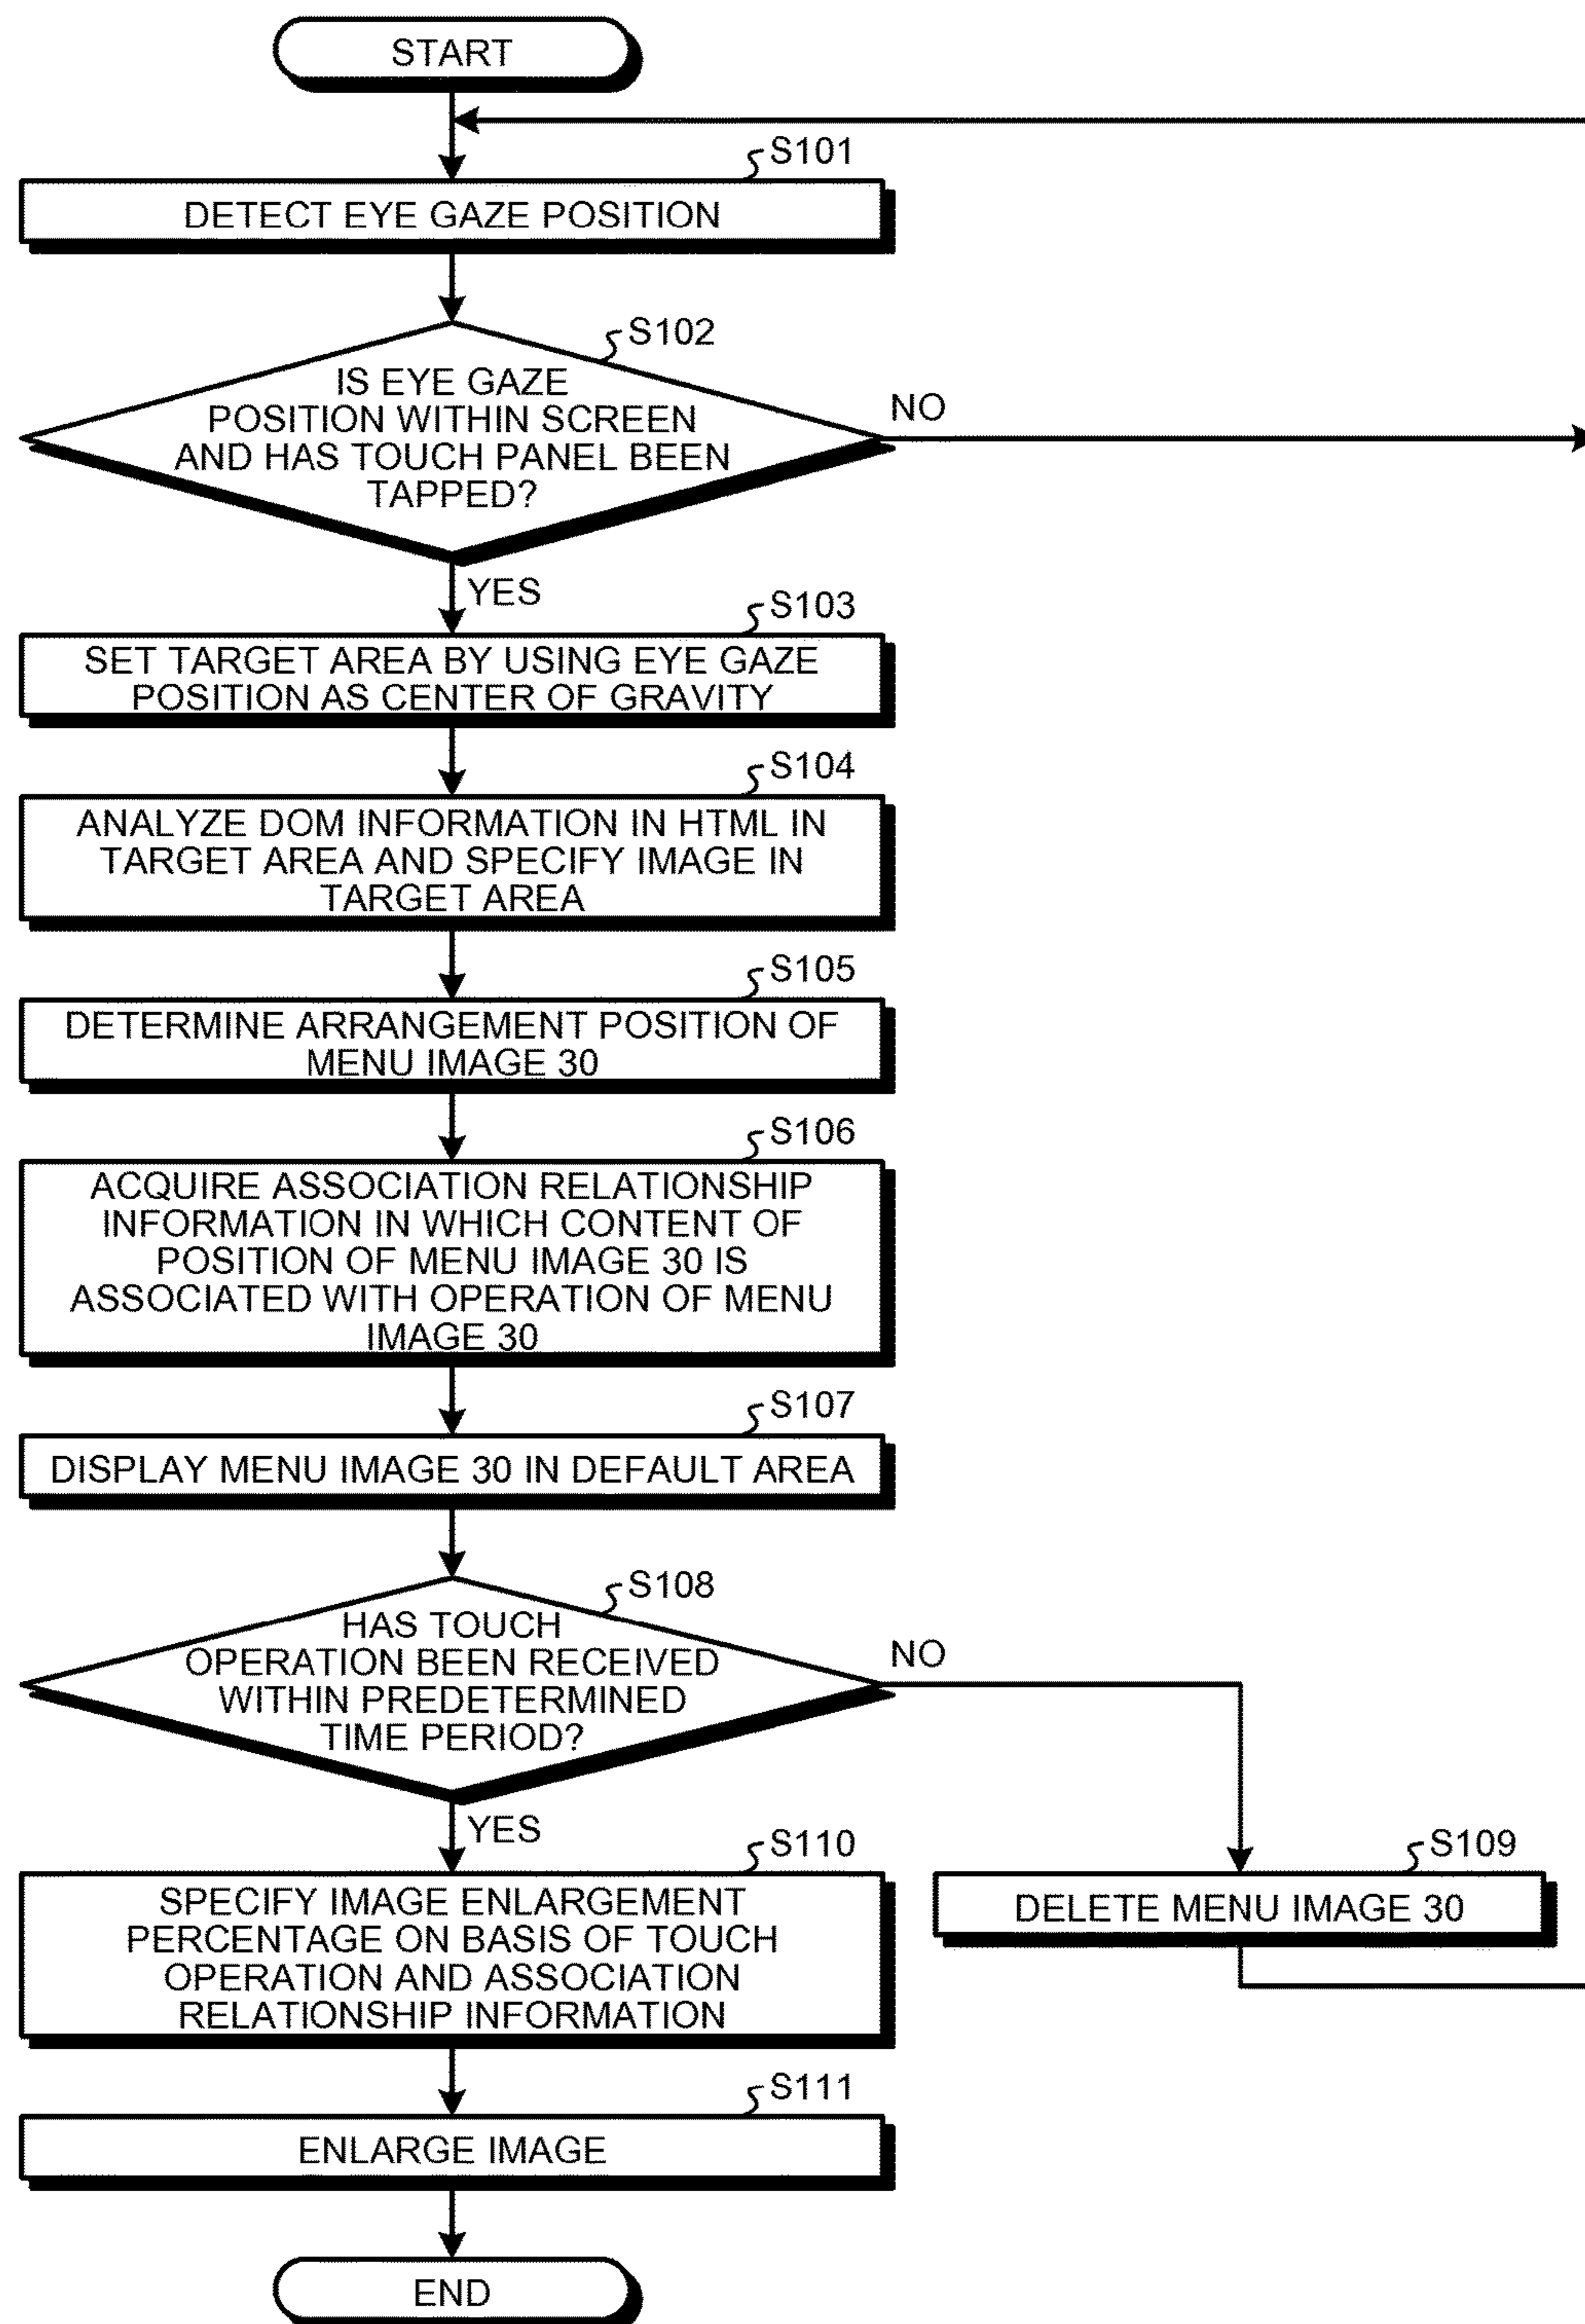 START
S101
DETECT EYE GAZE POSITION
S102
IS EYE GAZE
POSITION WITHIN SCREEN
AND HAS TOUCH PANEL BEEN
TAPPED?
NO
YES
S103
SET TARGET AREA BY USING EYE GAZE
POSITION AS CENTER OF GRAVITY
S104
ANALYZE DOM INFORMATION IN HTML IN
TARGET AREA AND SPECIFY IMAGE IN
TARGET AREA
S105
DETERMINE ARRANGEMENT POSITION OF
MENU IMAGE 30
S106
ACQUIRE ASSOCIATION RELATIONSHIP
INFORMATION IN WHICH CONTENT OF
POSITION OF MENU IMAGE 30 IS
ASSOCIATED WITH OPERATION OF MENU
IMAGE 30
S107
DISPLAY MENU IMAGE 30 IN DEFAULT AREA
S108
HAS TOUCH
OPERATION BEEN RECEIVED
WITHIN PREDETERMINED
TIME PERIOD?
NO
YES
S109
DELETE MENU IMAGE 30
S110
SPECIFY IMAGE ENLARGEMENT
PERCENTAGE ON BASIS OF TOUCH
OPERATION AND ASSOCIATION
RELATIONSHIP INFORMATION
S111
ENLARGE IMAGE
END